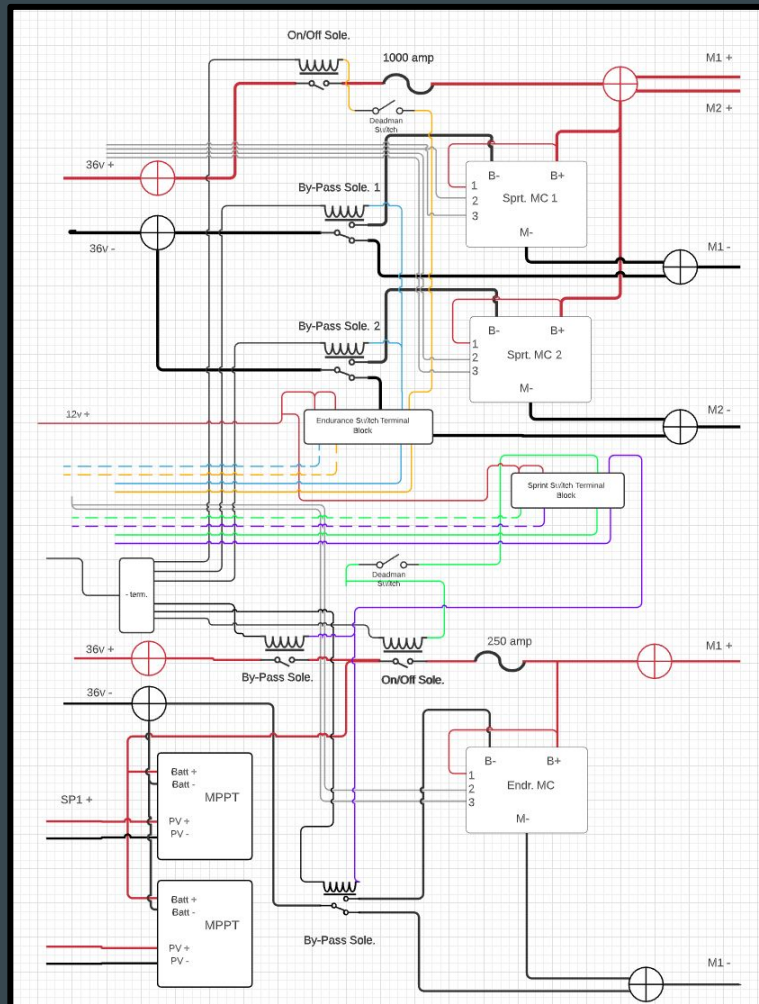 On/Off Sole.
1000 amp
M1 +
M2 +
Deadman
Switch
36v +
B-
B+
By-Pass Sole. 1
1
2
3
Sprt. MC 1
M-
36v -
M1 -
By-Pass Sole. 2
B-
B+
1
2
3
Sprt. MC 2
M-
12v +
Endurance Switch Terminal
Block
M2 -
Sprint Switch Terminal
Block
Deadman
Switch
- term.
36v +
250 amp
M1 +
By-Pass Sole.
On/Off Sole.
36v -
B-
B+
1
2
3
Endr. MC
M-
Batt +
Batt -
MPPT
SP1 +
PV +
PV -
Batt +
Batt -
MPPT
PV +
PV -
By-Pass Sole.
M1 -